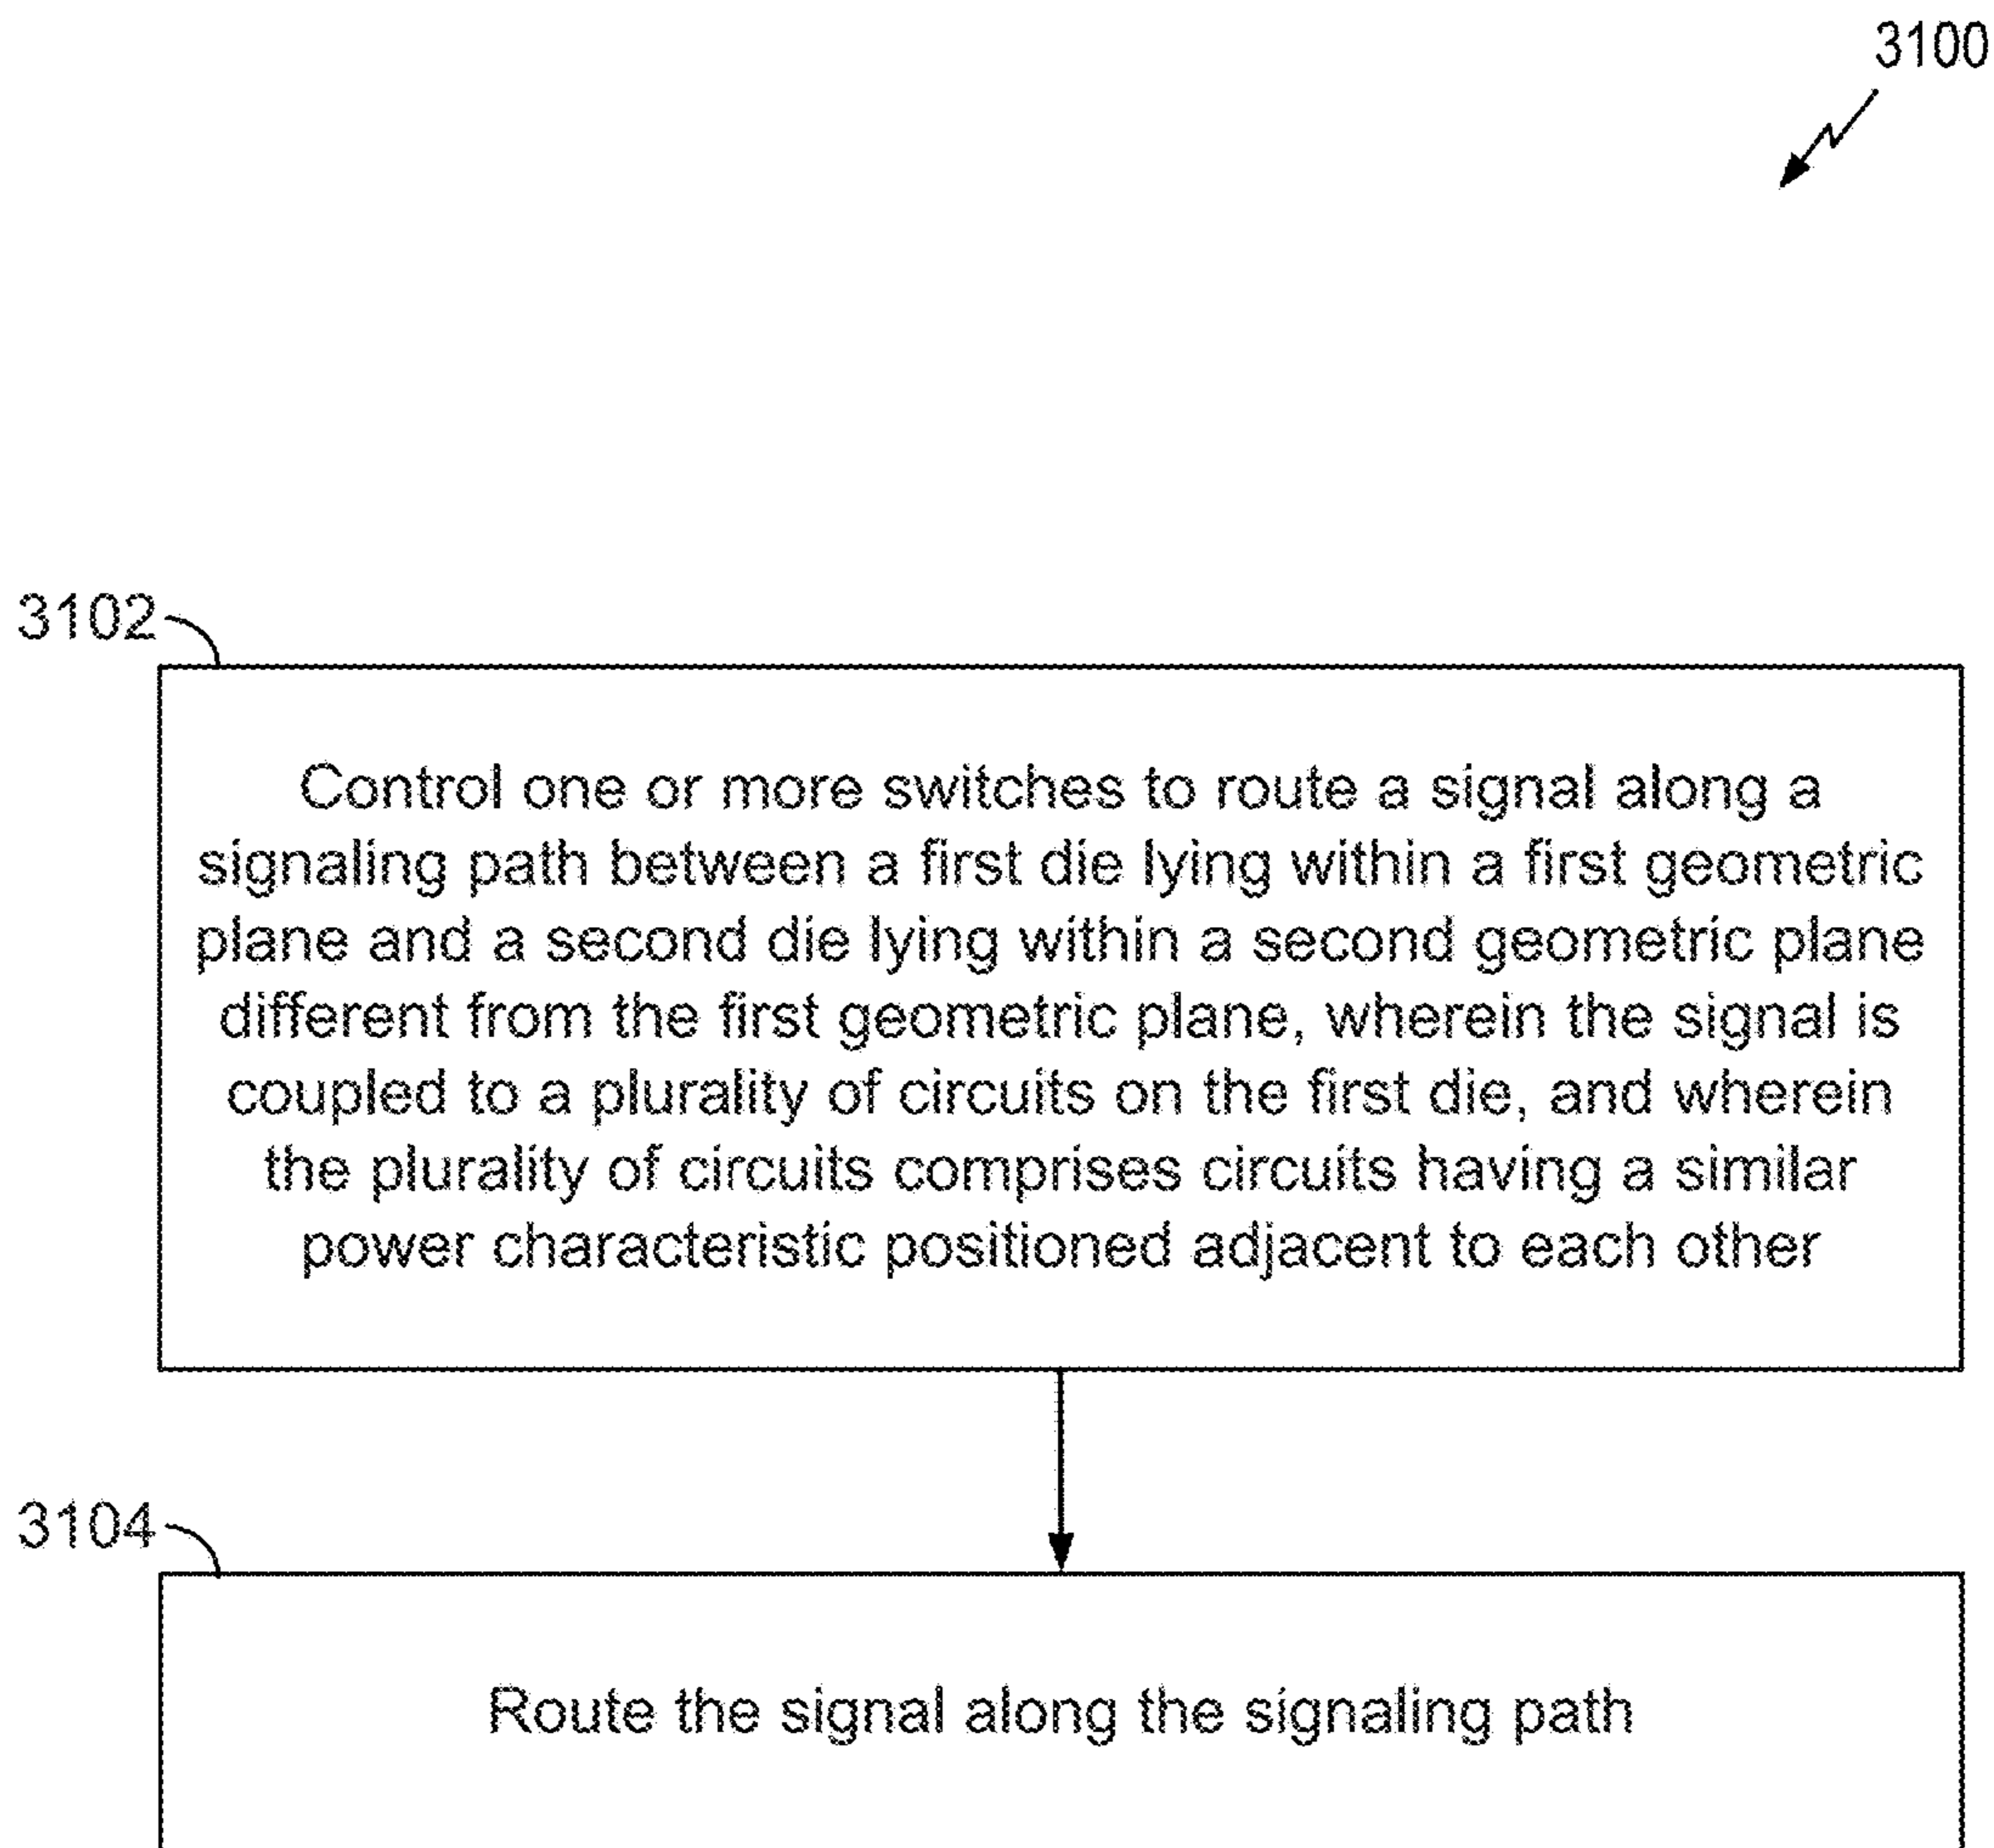 3100
3102
Control one or more switches to route a signal along a
signaling path between a first die lying within a first geometric
plane and a second die lying within a second geometric plane
different from the first geometric plane, wherein the signal is
coupled to a plurality of circuits on the first die, and wherein
the plurality of circuits comprises circuits having a similar
power characteristic positioned adjacent to each other
3104
Route the signal along the signaling path